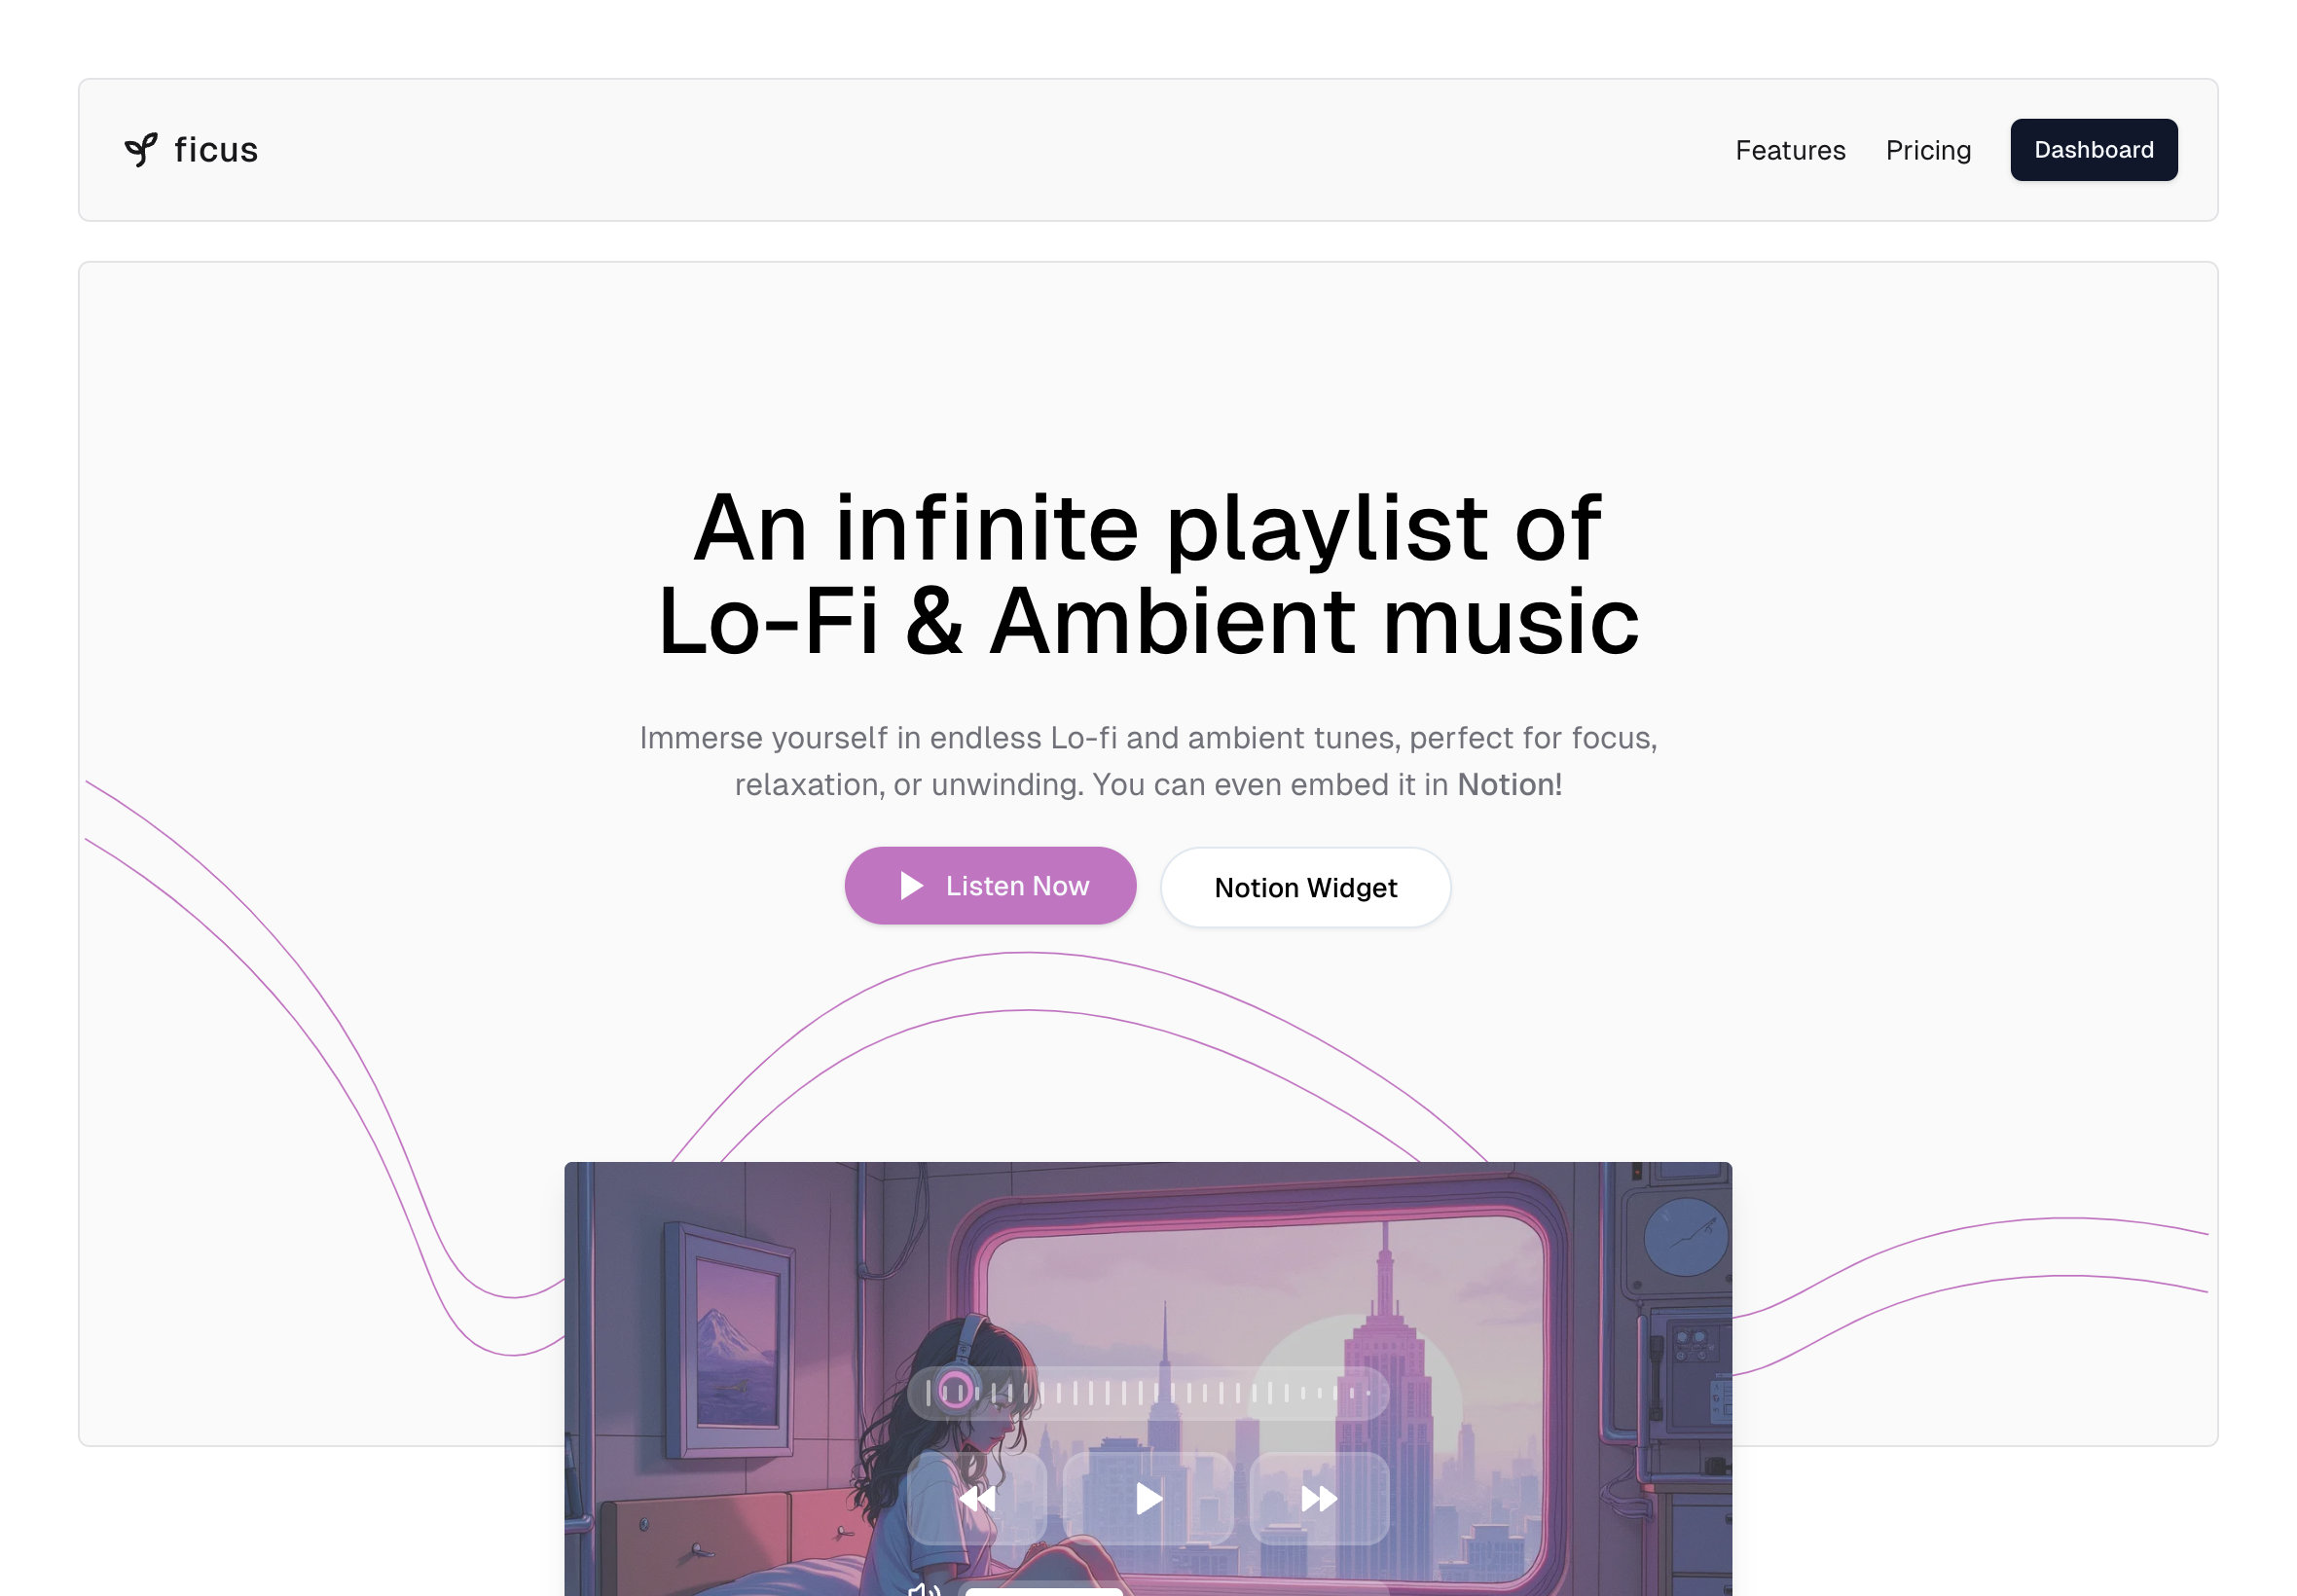 ficus
Features
Pricing
Dashboard
An infinite playlist of
Lo-Fi & Ambient music
Immerse yourself in endless Lo-fi and ambient tunes, perfect for focus,
relaxation, or unwinding. You can even embed it in Notion!
Listen Now
Notion Widget